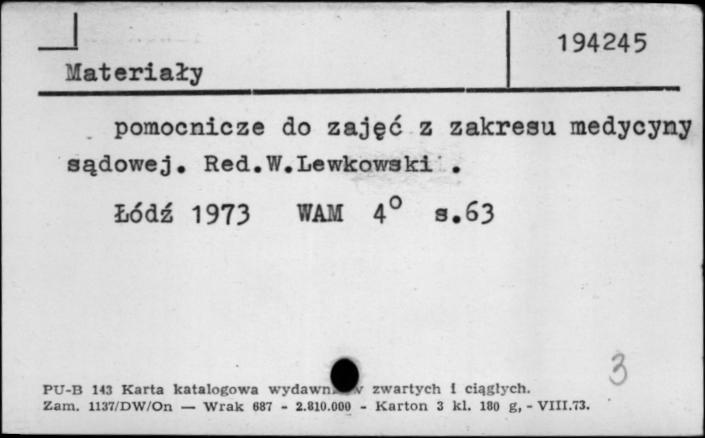 194245
Materiały
pomocnicze do zajęć z zakresu medycyny
sądowej. Red.W.Lewkowski .
Łódź 1973 WAM 4° s.63
3
PU-B 143 Karta katalogowa zwartych i ciągłych.
Zam. 1137/DW/On — Wrak 687 - 2.810.000 - Karton 3 kl. 180 g, - VIII.73.